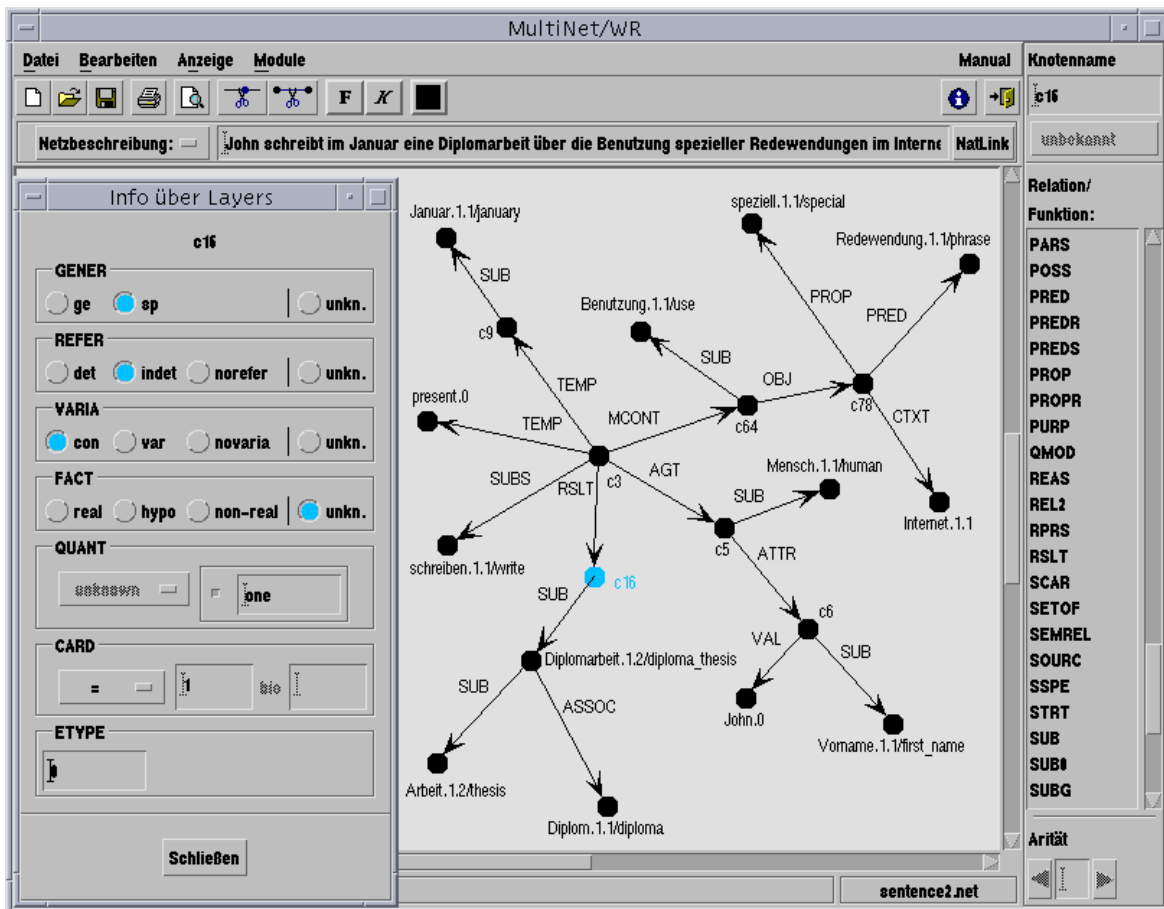 MultiNet/WR
Datei Bearbeiten Anzeige Module Manual
F K
Netzbeschreibung: John schreibt im Januar eine Diplomarbeit über die Benutzung spezieller Redewendungen im Interne NatLink
Knotenname
c16
unbekannt
Relation/
Funktion:
PARS
POSS
PRED
PREDR
PREDS
PROP
PROPR
PURP
QMOD
REAS
REL2
RPRS
RSLT
SCAR
SETOF
SEMREL
SOURC
SSPE
STRT
SUB
SUB0
SUBG
Arität
Info über Layers
c16
GENER
ge sp unkn.
REFER
det indet norefer unkn.
VARIA
con var novaria unkn.
FACT
real hypo non-real unkn.
QUANT
unknown = one
CARD
= 1 bio
ETYPE
0
Schließen
Januar.1.1/january
speziell.1.1/special
Redewendung.1.1/phrase
SUB
Benutzung.1.1/use
PROP
PRED
c9
SUB
OBJ
TEMP
c78
present.0
MCONT
TEMP
c64
CTXT
AGT
Mensch.1.1/human
SUBS
RSLT
c3
SUB
Internet.1.1
c5
ATTR
schreiben.1.1/write
c16
SUB
c6
VAL
SUB
Diplomarbeit.1.2/diploma_thesis
SUB
ASSOC
John.0
Vorname.1.1/first_name
Arbeit.1.2/thesis
Diplom.1.1/diploma
sentence2.net